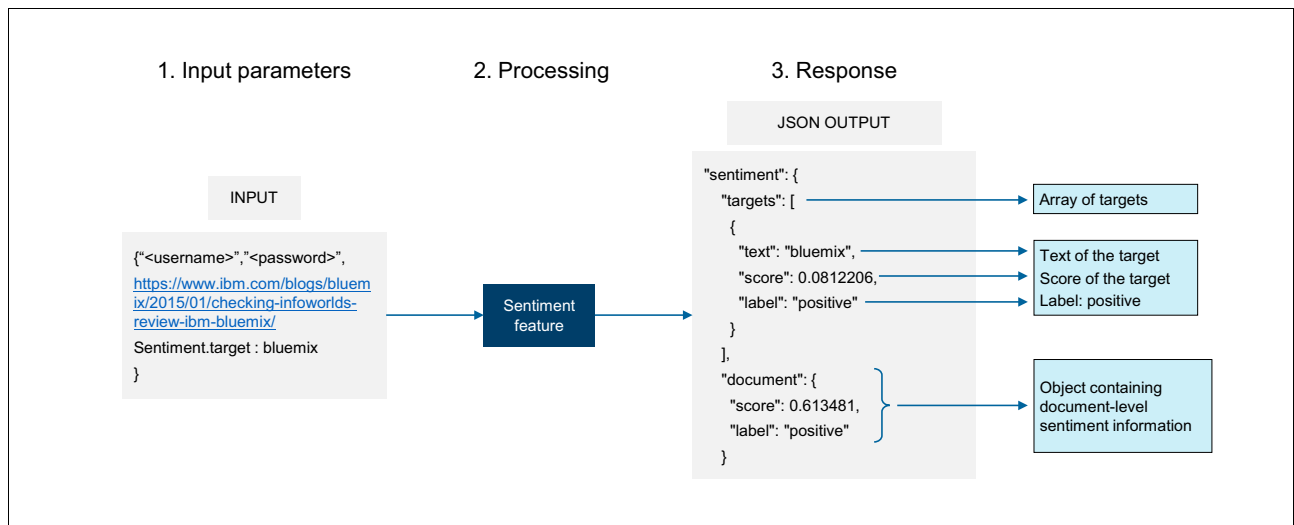 1. Input parameters
2. Processing
3. Response
JSON OUTPUT
INPUT
{“<username>”,”<password>”,
https://www.ibm.com/blogs/bluem
ix/2015/01/checking-infoworlds-
review-ibm-bluemix/
Sentiment.target : bluemix
}
Sentiment
feature
"sentiment": {
"targets": [
{
"text": "bluemix",
"score": 0.0812206,
"label": "positive"
}
],
"document": {
"score": 0.613481,
"label": "positive"
}
Array of targets
Text of the target
Score of the target
Label: positive
Object containing
document-level
sentiment information